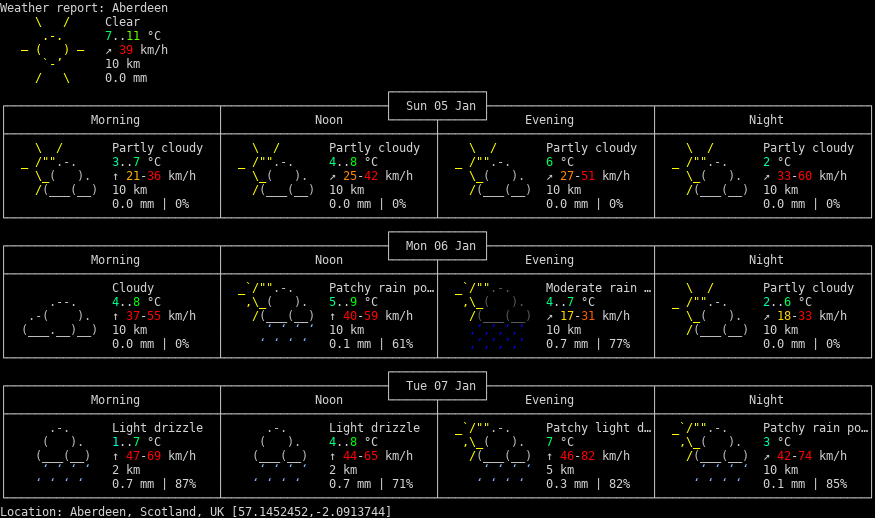 Weather report: Aberdeen
Clear
7..11 °C
↗ 39 km/h
10 km
0.0 mm
Sun 05 Jan
Morning Noon Evening Night
Partly cloudy Partly cloudy Partly cloudy Partly cloudy
3..7 °C 4..8 °C 6 °C 2 °C
↑ 21-36 km/h ↗ 25-42 km/h ↗ 27-51 km/h ↗ 33-60 km/h
10 km 10 km 10 km 10 km
0.0 mm | 0% 0.0 mm | 0% 0.0 mm | 0% 0.0 mm | 0%
Mon 06 Jan
Morning Noon Evening Night
Cloudy Patchy rain po… Moderate rain … Partly cloudy
4..8 °C 5..9 °C 4..7 °C 2..6 °C
↑ 37-55 km/h ↑ 40-59 km/h ↗ 17-31 km/h ↗ 18-33 km/h
10 km 10 km 10 km 10 km
0.0 mm | 0% 0.1 mm | 61% 0.7 mm | 77% 0.0 mm | 0%
Tue 07 Jan
Morning Noon Evening Night
Light drizzle Light drizzle Patchy light d… Patchy rain po…
1..7 °C 4..8 °C 7 °C 3 °C
↑ 47-69 km/h ↑ 44-65 km/h ↑ 46-82 km/h ↗ 42-74 km/h
2 km 2 km 5 km 10 km
0.7 mm | 87% 0.7 mm | 71% 0.3 mm | 82% 0.1 mm | 85%
Location: Aberdeen, Scotland, UK [57.1452452,-2.0913744]